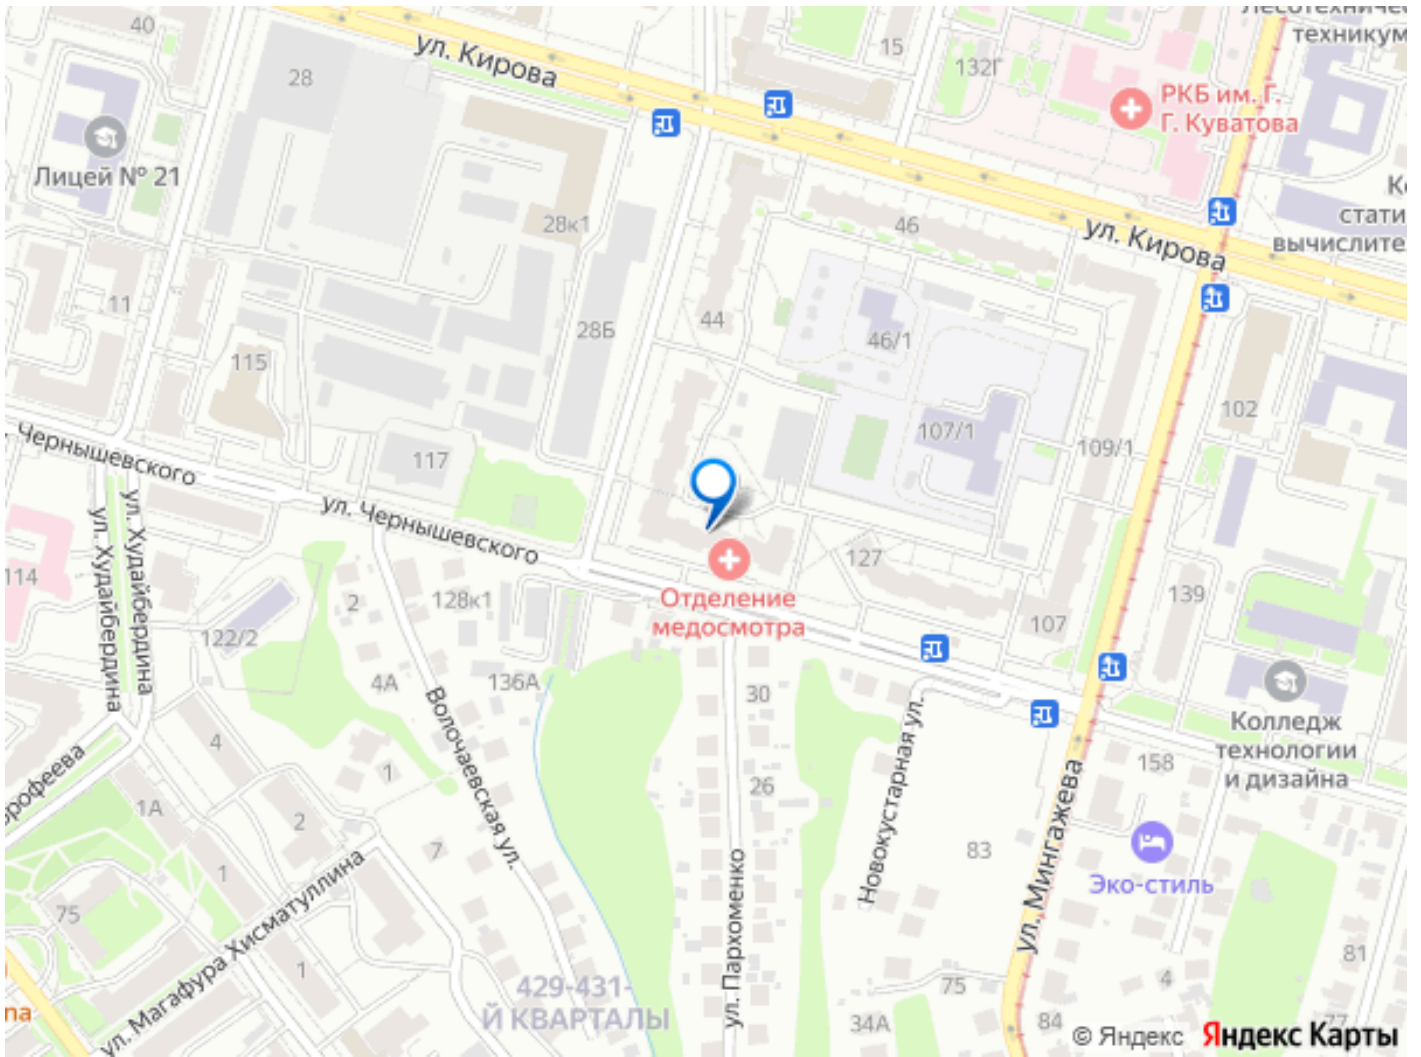 Лесотехничес
техникум
40
ул. Кирова
15
132Г
28
РКБ им. Г.
Г. Куватова
Лицей № 21
стати
вычислите
28к1
46
ул. Кирова
11
44
28Б
46/1
115
102
107/1
109/1
Чернышевского
117
ул. Чернышевского
ул. Худайбердина
ул. Худайбердина
127
114
2
128к1
Отделение
медосмотра
139
107
122/2
4А
136А
30
Волочаевская ул.
Новокустарная ул.
Колледж
технологии
и дизайна
4
158
1
26
рофеева
1А
2
ул. Мингажева
7
83
ул. Пархоменко
Эко-стиль
1
75
ул. Магафура Хисматуллина
81
1
4
429-431-
Й КВАРТАЛЫ
75
па
34А
84
77
© Яндекс Яндекс Карты